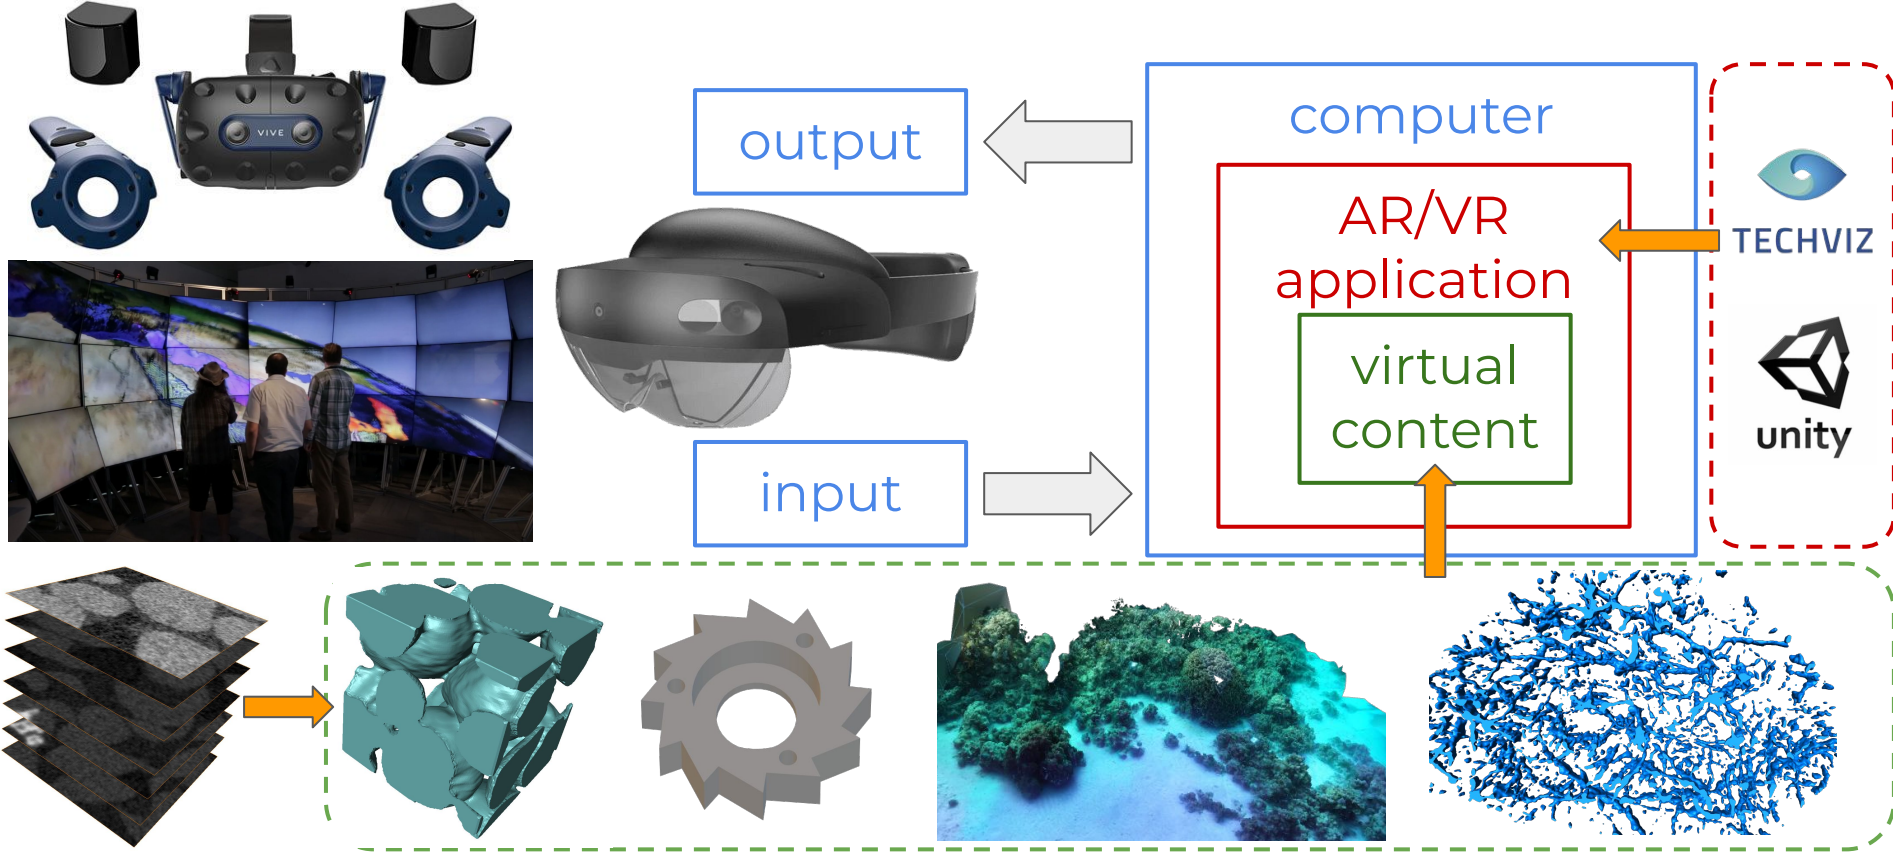 VIVE
output
computer
AR/VR
application
virtual
content
input
TECHVIZ
unity